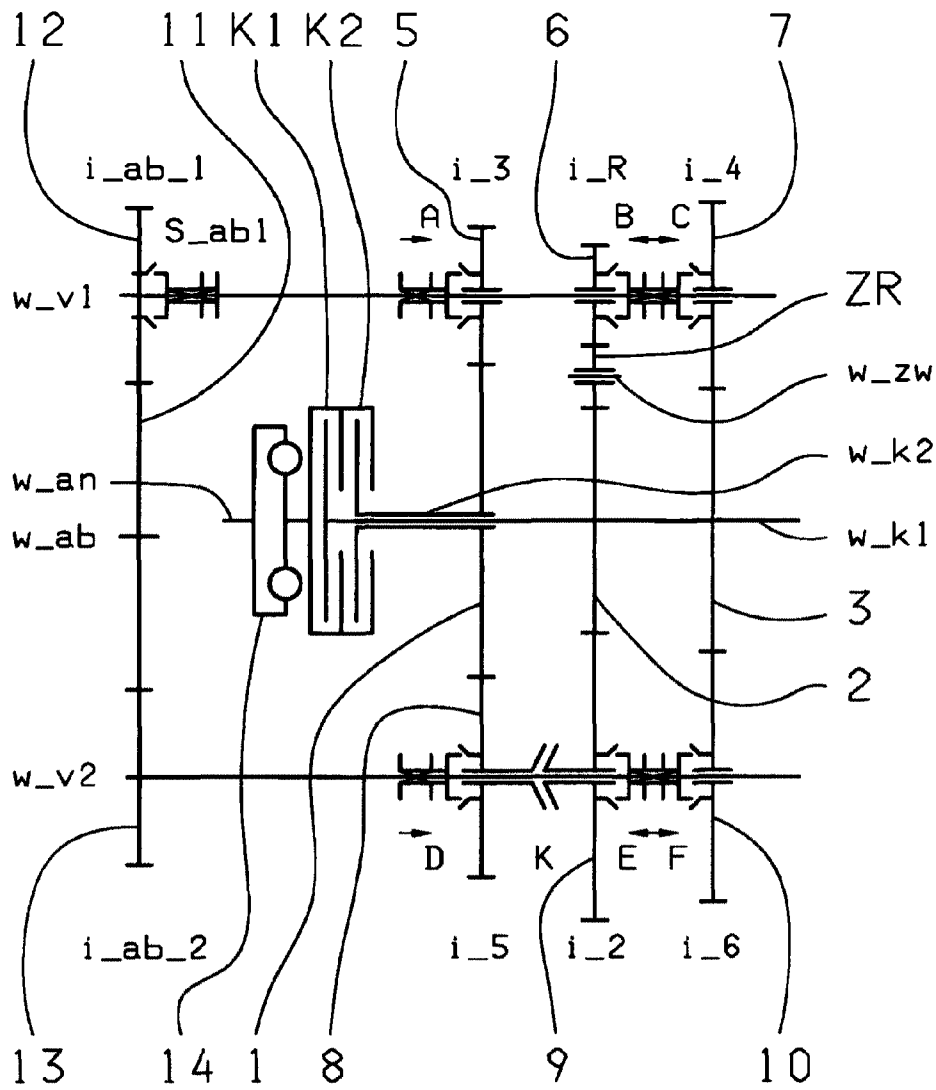 12 11 K1 K2 5 6 7
i_ab_1 i_3 i_R i_4
S_ab1 A B C
w_v1 ZR
w_zw
w_an w_k2
w_ab w_k1
3
2
w_v2
D K E F
i_ab_2 i_5 i_2 i_6
13 14 1 8 9 10